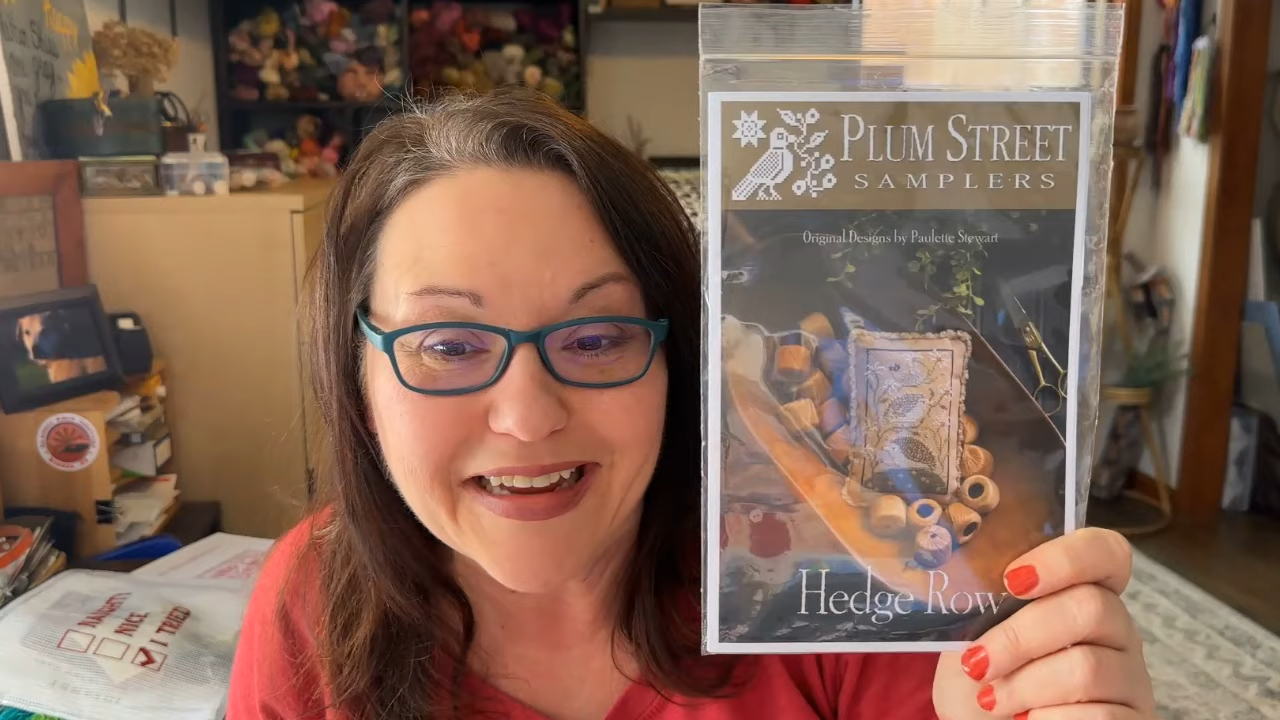 PLUM STREET
SAMPLERS
Original Designs by Paulette Stewart
Hedge Row
NAUGHTY
NICE
I TRIED